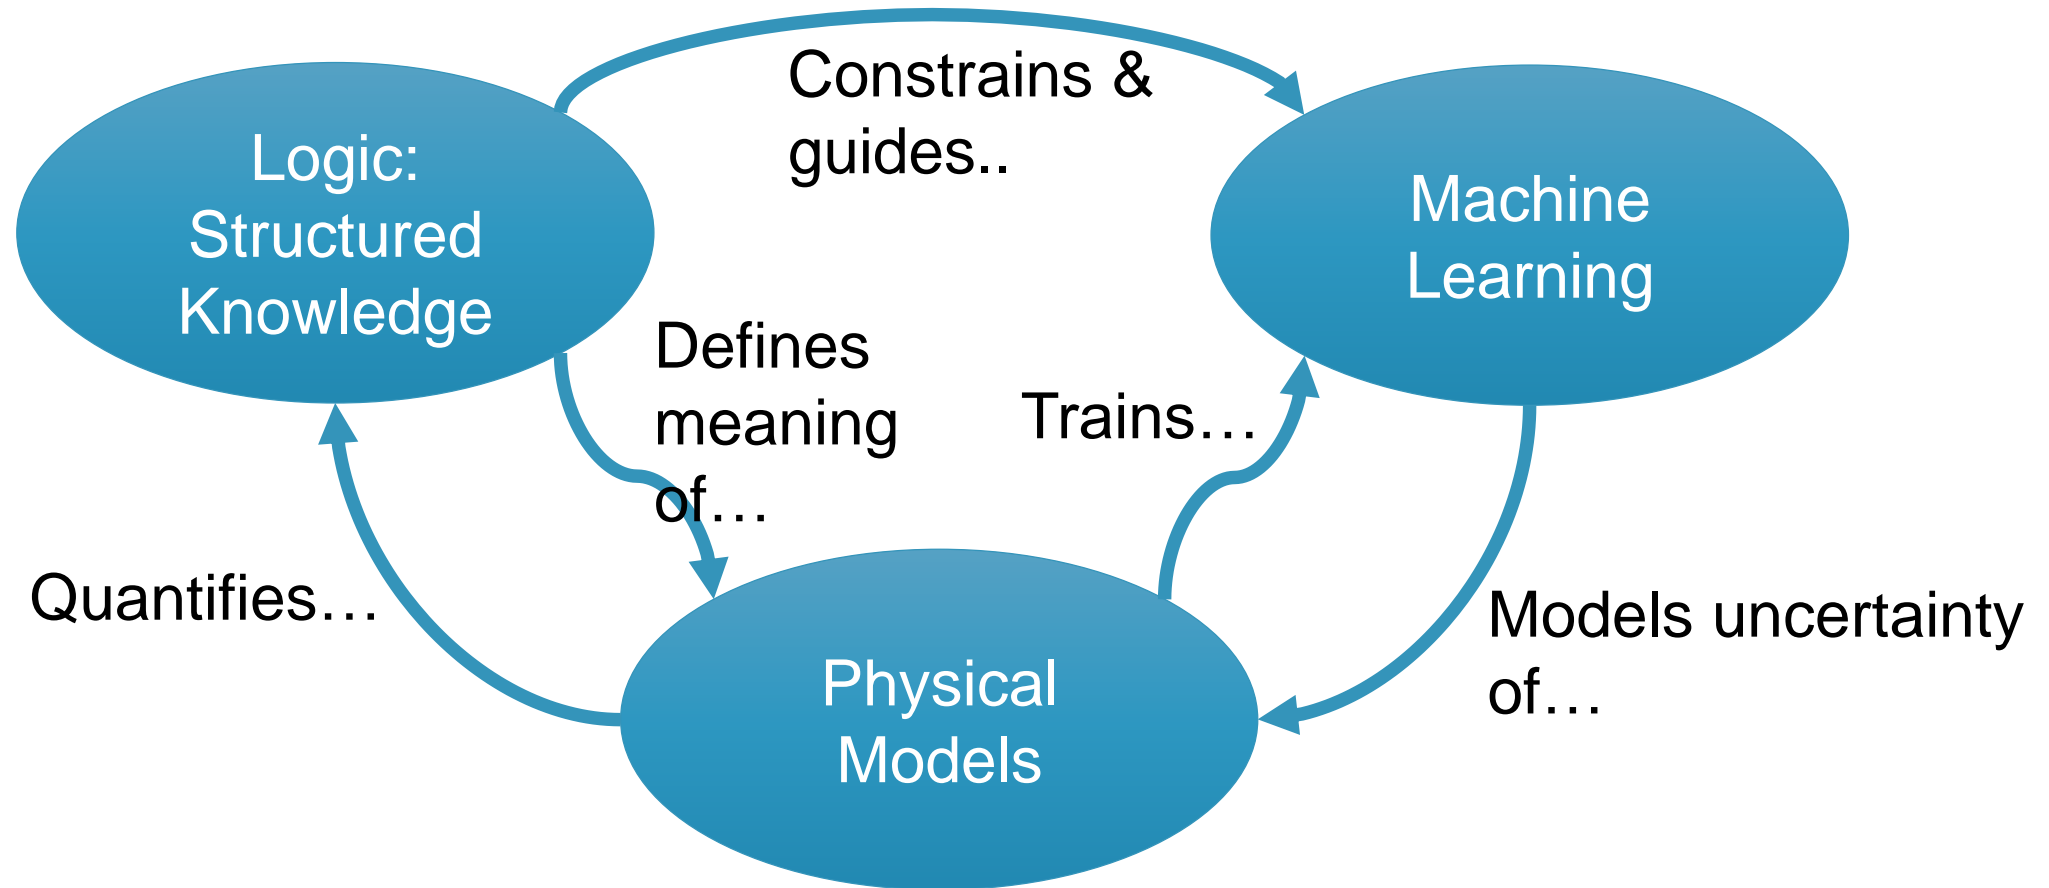 Constrains &
guides..
Logic:
Structured
Knowledge
Machine
Learning
Defines
meaning
of…
Trains…
Quantifies…
Models uncertainty
of…
Physical
Models